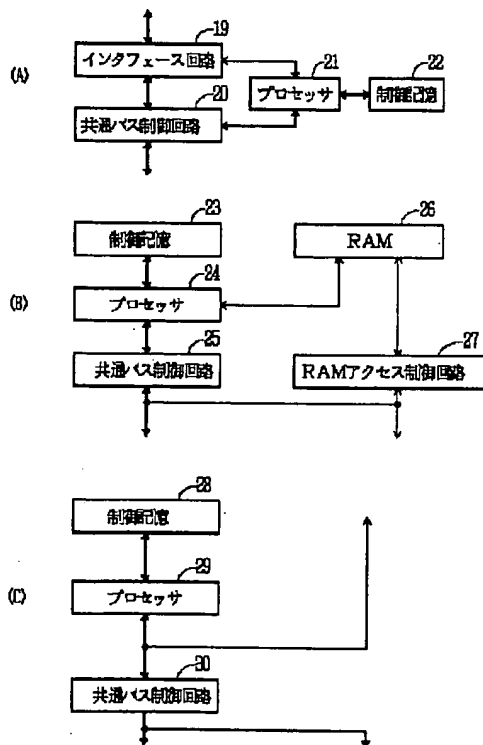 (A)
19
インタフェース回路
20
共通バス制御回路
21
プロセッサ
22
制御記憶
(B)
23
制御記憶
24
プロセッサ
25
共通バス制御回路
26
RAM
27
RAMアクセス制御回路
(C)
28
制御記憶
29
プロセッサ
30
共通バス制御回路